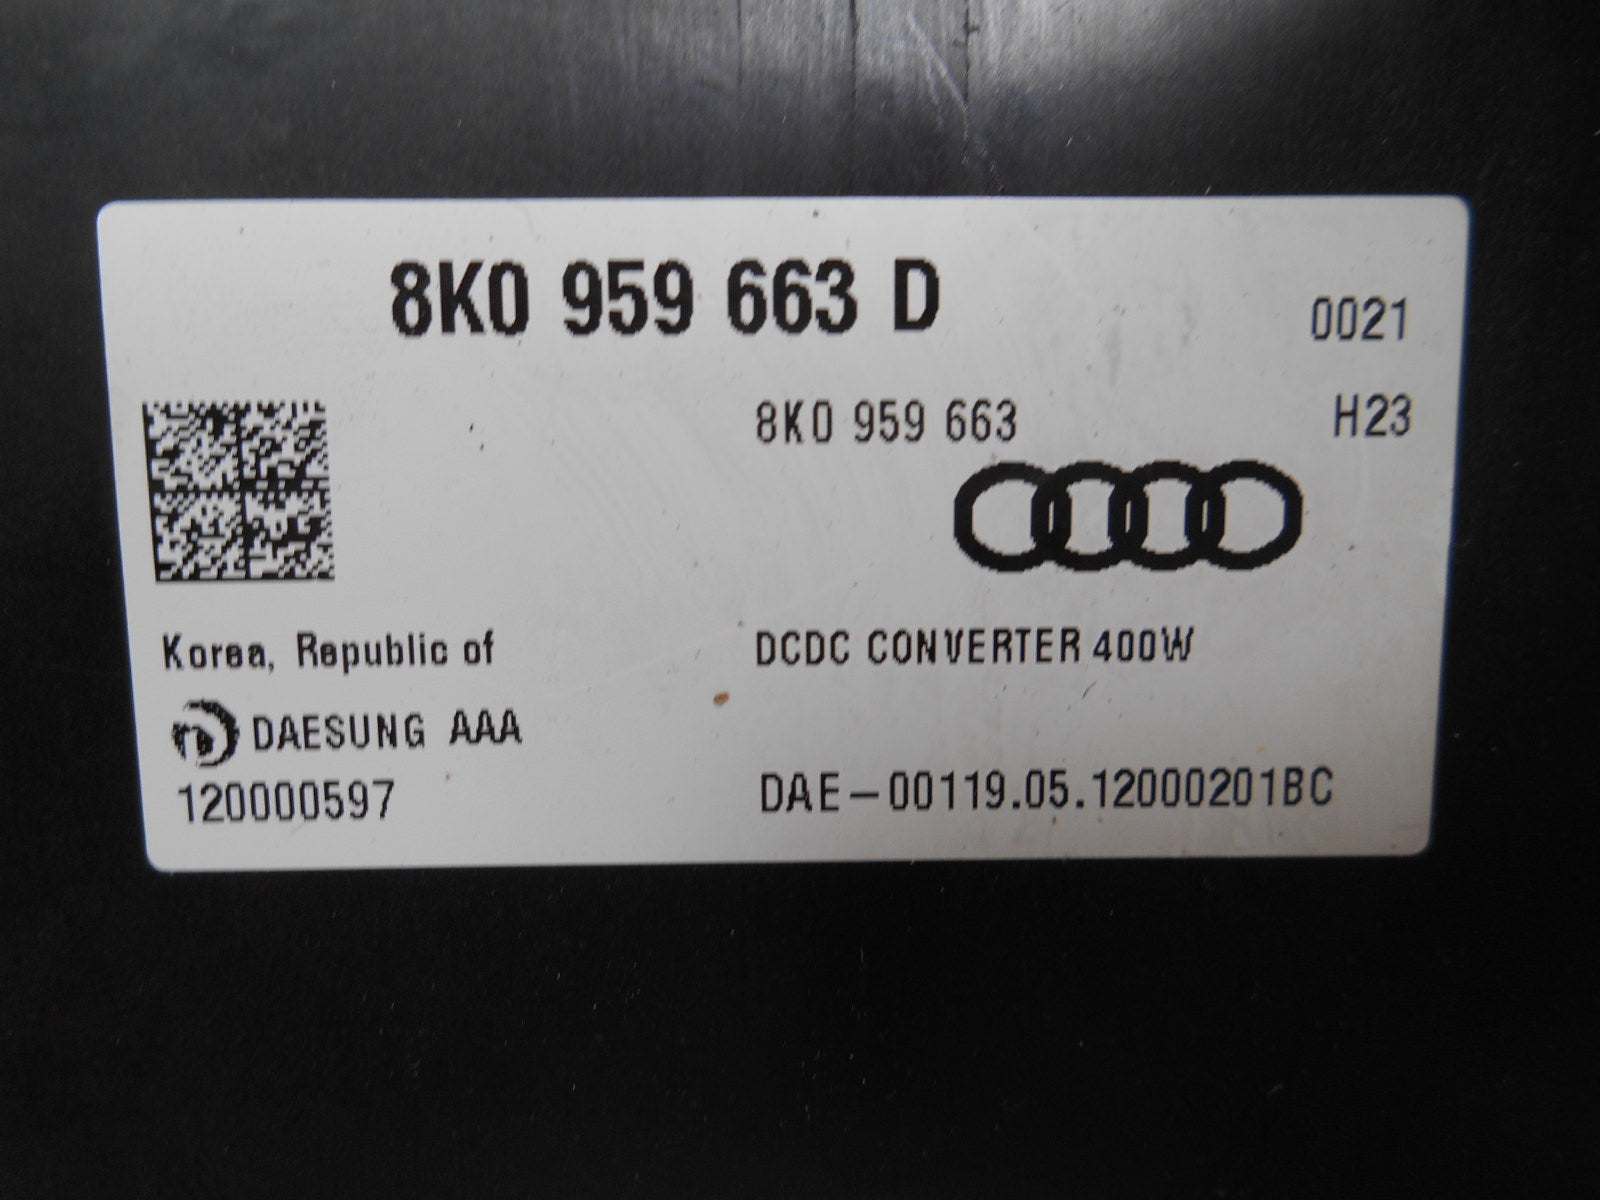 8K0 959 663 D
0021
8K0 959 663
H23
Korea, Republic of
DCDC CONVERTER 400W
DAESUNG AAA
120000597
DAE-00119.05.12000201BC